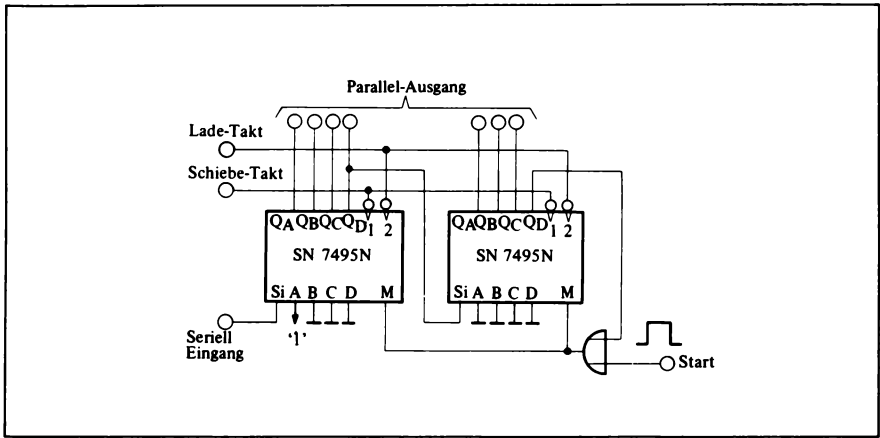 Parallel-Ausgang
Lade-Takt
Schiebe-Takt
QA QB QC QD 1 2
QA QB QC QD 1 2
SN 7495N
SN 7495N
Si A B C D M
Si A B C D M
Seriell
Eingang
'1'
Start